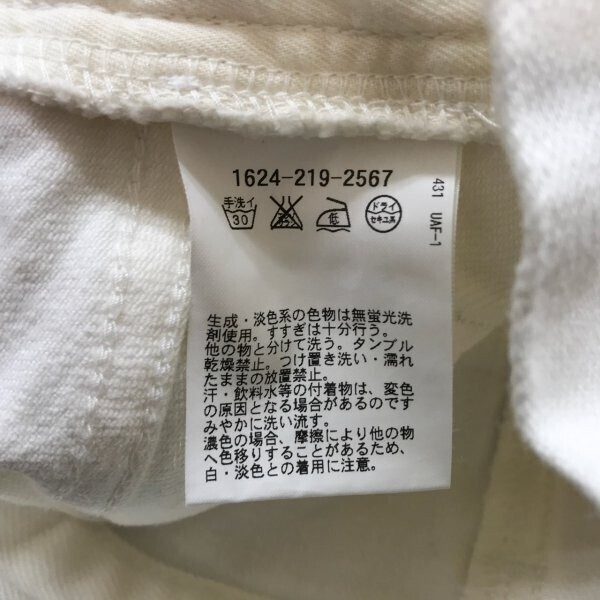 1624-219-2567
手洗イ
30
低
ドライ
セキユ系
生成・淡色系の色物は無蛍光洗
剤使用。すすぎは十分行う。
他の物と分けて洗う。タンブル
乾燥禁止。つけ置き洗い・濡れ
たままの放置禁止。
汗・飲料水等の付着物は、変色
の原因となる場合があるのです
みやかに洗い流す。
濃色の場合、摩擦により他の物
へ色移りすることがあるため、
白・淡色との着用に注意。
431 UAF-1